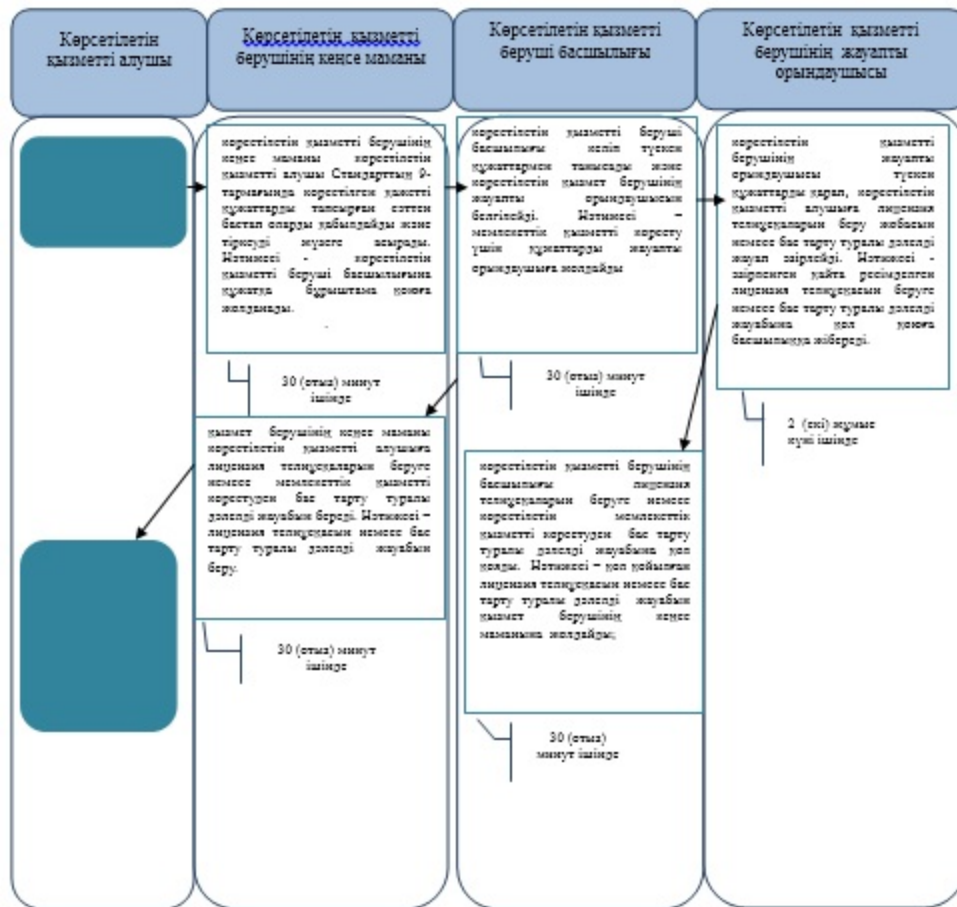 Көрсетілетін
қызметті алушы
Көрсетілетін қызметті
берушінің кеңсе маманы
Көрсетілетін қызметті
беруші басшылығы
Көрсетілетін қызметті
берушінің жауапты
орындаушысы
көрсетілетін қызметті берушінің
кеңсе маманы көрсетілетін
қызметті алушы Стандарттың 9-
тармағында көрсетілген қажетті
құжаттарды тапсырған сәттен
бастап оларды қабылдайды және
тіркеуді жүзеге асырады.
Нәтижесі - көрсетілетін
қызметті беруші басшылығына
құжатқа бұрыштама қоюға
жолданады.
.
30 (отыз) минут
ішінде
көрсетілетін қызметті беруші
басшылығы келіп түскен
құжаттармен танысады және
көрсетілетін қызмет берушінің
жауапты орындаушысын
белгілейді. Нәтижесі –
мемлекеттік қызметті көрсету
үшін құжаттарды жауапты
орындаушыға жолдайды
30 (отыз) минут
ішінде
көрсетілетін қызметті
берушінің жауапты
орындаушысы түскен
құжаттарды қарап, көрсетілетін
қызметті алушыға лицензия
телнұсқаларын беру жобасын
немесе бас тарту туралы дәлелді
жауап әзірлейді. Нәтижесі -
әзірленген қайта ресімделген
лицензия телнұсқасын беруге
немесе бас тарту туралы дәлелді
жауабына қол қоюға
басшылыққа жібереді.
2 (екі) жұмыс
күні ішінде
қызмет берушінің кеңсе маманы
көрсетілетін қызметті алушыға
лицензия телнұсқаларын беруге
немесе мемлекеттік қызметті
көрсетуден бас тарту туралы
дәлелді жауабын береді. Нәтижесі –
лицензия телнұсқасын немесе бас
тарту туралы дәлелді жауабын
беру.
30 (отыз) минут
ішінде
көрсетілетін қызметті берушінің
басшылығы лицензия
телнұсқаларын беруге немесе
көрсетілетін мемлекеттік
қызметті көрсетуден бас тарту
туралы дәлелді жауабына қол
қояды. Нәтижесі – қол қойылған
лицензия телнұсқасын немесе бас
тарту туралы дәлелді жауабын
қызмет берушінің кеңсе
маманына жолдайды;
30 (отыз)
минут ішінде